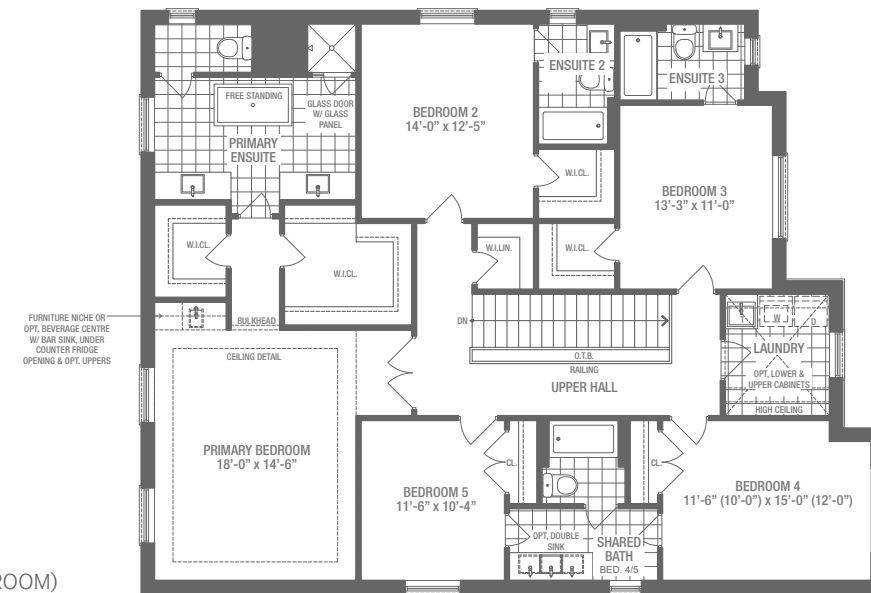 FREE STANDING
GLASS DOOR
W/ GLASS
PANEL
PRIMARY
ENSUITE
BEDROOM 2
14'-0” x 12'-5”
ENSUITE 2
ENSUITE 3
W.I.CL.
BEDROOM 3
13'-3” x 11'-0”
W.I.CL.
W.I.CL.
W.I.LIN.
W.I.CL.
FURNITURE NICHE OR
OPT. BEVERAGE CENTRE
W/ BAR SINK, UNDER
COUNTER FRIDGE
OPENING & OPT. UPPERS
BULKHEAD
CEILING DETAIL
DN
O.T.B.
RAILING
UPPER HALL
T
W
D
LAUNDRY
OPT, LOWER &
UPPER CABINETS
HIGH CEILING
PRIMARY BEDROOM
18'-0” x 14'-6”
BEDROOM 5
11'-6” x 10'-4”
CL.
CL.
BEDROOM 4
11'-6” (10'-0”) x 15'-0” (12'-0”)
OPT, DOUBLE
SINK
SHARED
BATH
BED. 4/5
ROOM)